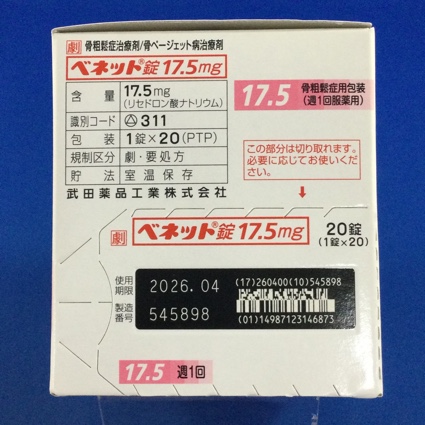 劇 骨粗鬆症治療剤/骨ページェット病治療剤
ベネット®錠17.5mg
含量 17.5mg
(リセドロン酸ナトリウム)
識別コード 311
包装 1錠×20(PTP)
規制区分 劇・要処方
貯法 室温保存
武田薬品工業株式会社
17.5 骨粗鬆症用包装
(週1回服薬用)
この部分は切り取れます。
必要に応じてお使いください。
劇 ベネット®錠17.5mg 20錠
(1錠×20)
使用期限 2026.04
製造番号 545898
(17)260400(10)545898
(01)14987123146873
17.5 週1回